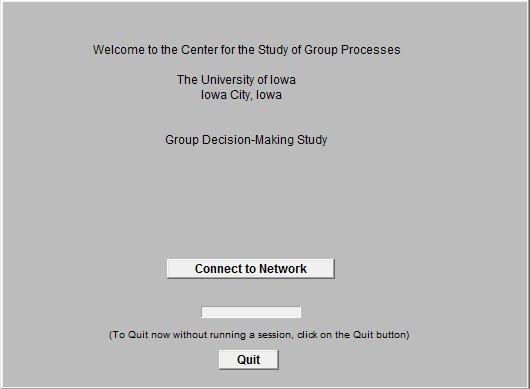 Welcome to the Center for the Study of Group Processes
The University of Iowa
Iowa City, Iowa
Group Decision-Making Study
Connect to Network
(To Quit now without running a session, click on the Quit button)
Quit